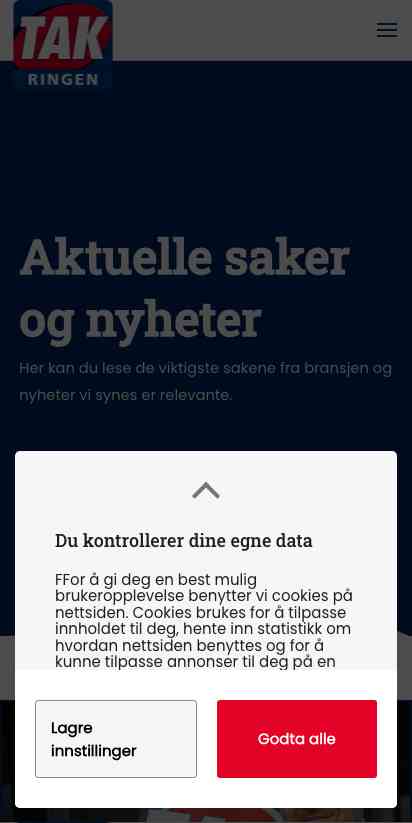 TAK
RINGEN
Aktuelle saker
og nyheter
Her kan du lese de viktigste sakene fra bransjen og
nyheter vi synes er relevante.
Du kontrollerer dine egne data
FFor å gi deg en best mulig
brukeropplevelse benytter vi cookies på
nettsiden. Cookies brukes for å tilpasse
innholdet til deg, hente inn statistikk om
hvordan nettsiden benyttes og for å
kunne tilpasse annonser til deg på en
Lagre
innstillinger
Godta alle